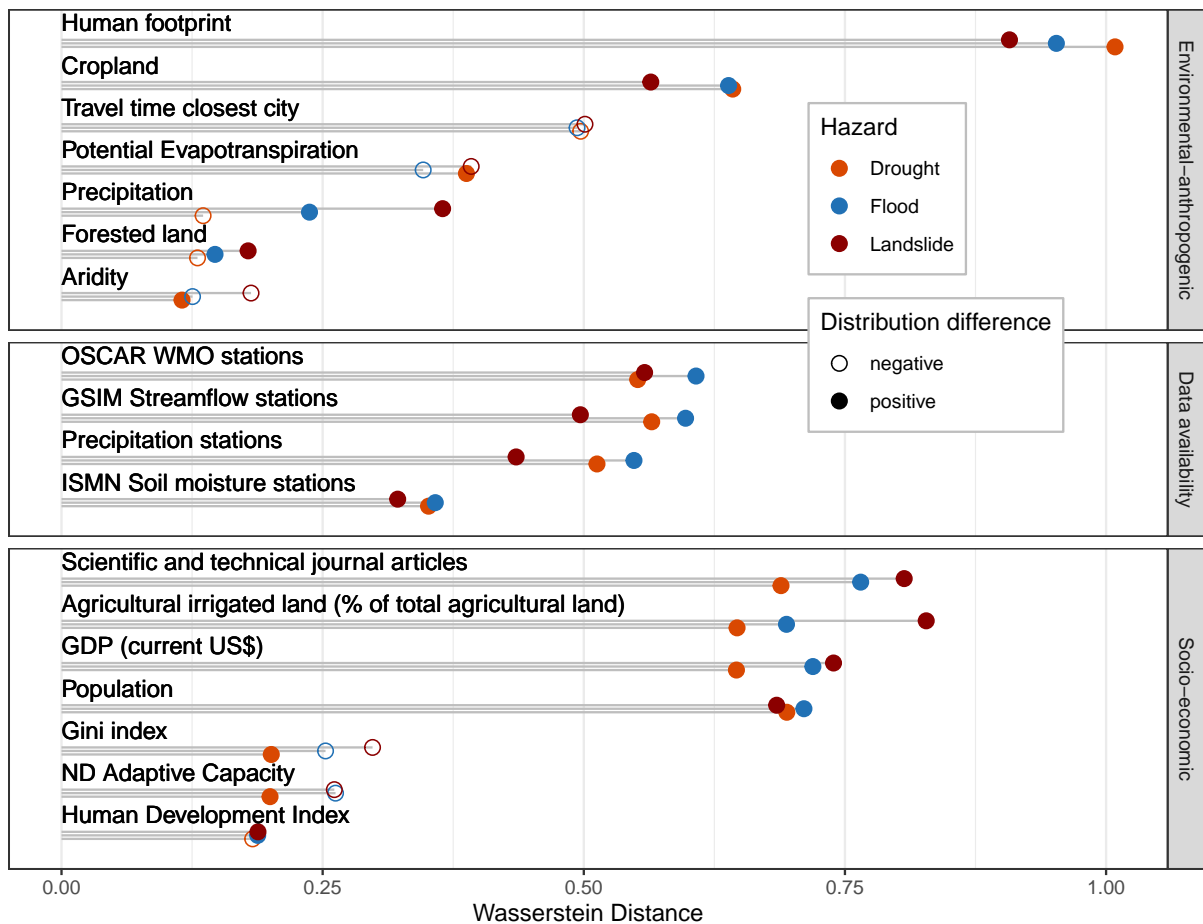 Human footprint
Cropland
Travel time closest city
Potential Evapotranspiration
Precipitation
Forested land
Aridity
Environmental−anthropogenic
Hazard
Drought
Flood
Landslide
Distribution difference
negative
positive
OSCAR WMO stations
GSIM Streamflow stations
Precipitation stations
ISMN Soil moisture stations
Data availability
Scientific and technical journal articles
Agricultural irrigated land (% of total agricultural land)
GDP (current US$)
Population
Gini index
ND Adaptive Capacity
Human Development Index
Socio−economic
0.00 0.25 0.50 0.75 1.00
Wasserstein Distance